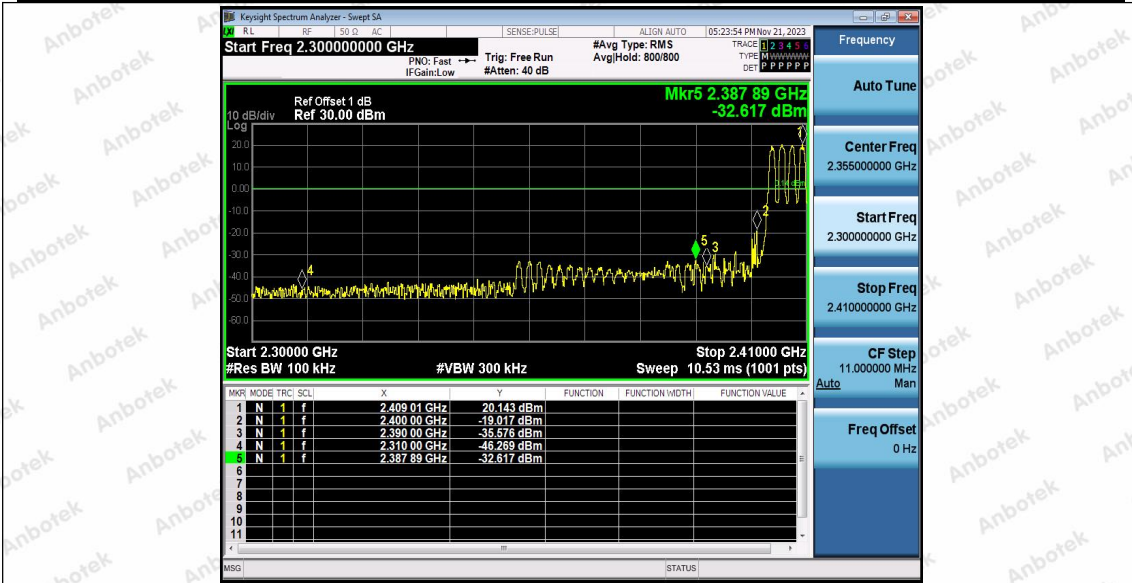 Keysight Spectrum Analyzer - Swept SA
RL RF 50 Ω AC SENSE:PULSE ALIGN AUTO 05:23:54 PM Nov 21, 2023
Start Freq 2.300000000 GHz
PNO: Fast
IFGain:Low
Trig: Free Run
#Atten: 40 dB
#Avg Type: RMS
Avg|Hold: 800/800
TRACE 1 2 3 4 5 6
TYPE M W W W W W
DET P P P P P P
Mkr5 2.387 89 GHz
-32.617 dBm
Ref Offset 1 dB
10 dB/div Ref 30.00 dBm
Log
20.0
10.0
0.00
-10.0
-20.0
-30.0
-40.0
-50.0
-60.0
1
2
3
4
5
Start 2.30000 GHz Stop 2.41000 GHz
#Res BW 100 kHz #VBW 300 kHz Sweep 10.53 ms (1001 pts)
MKR MODE TRC SCL X Y FUNCTION FUNCTION WIDTH FUNCTION VALUE
1 N 1 f 2.409 01 GHz 20.143 dBm
2 N 1 f 2.400 00 GHz -19.017 dBm
3 N 1 f 2.390 00 GHz -35.576 dBm
4 N 1 f 2.310 00 GHz -46.269 dBm
5 N 1 f 2.387 89 GHz -32.617 dBm
6
7
8
9
10
11
MSG STATUS
Frequency
Auto Tune
Center Freq
2.355000000 GHz
Start Freq
2.300000000 GHz
Stop Freq
2.410000000 GHz
CF Step
11.000000 MHz
Auto Man
Freq Offset
0 Hz
Anbotek